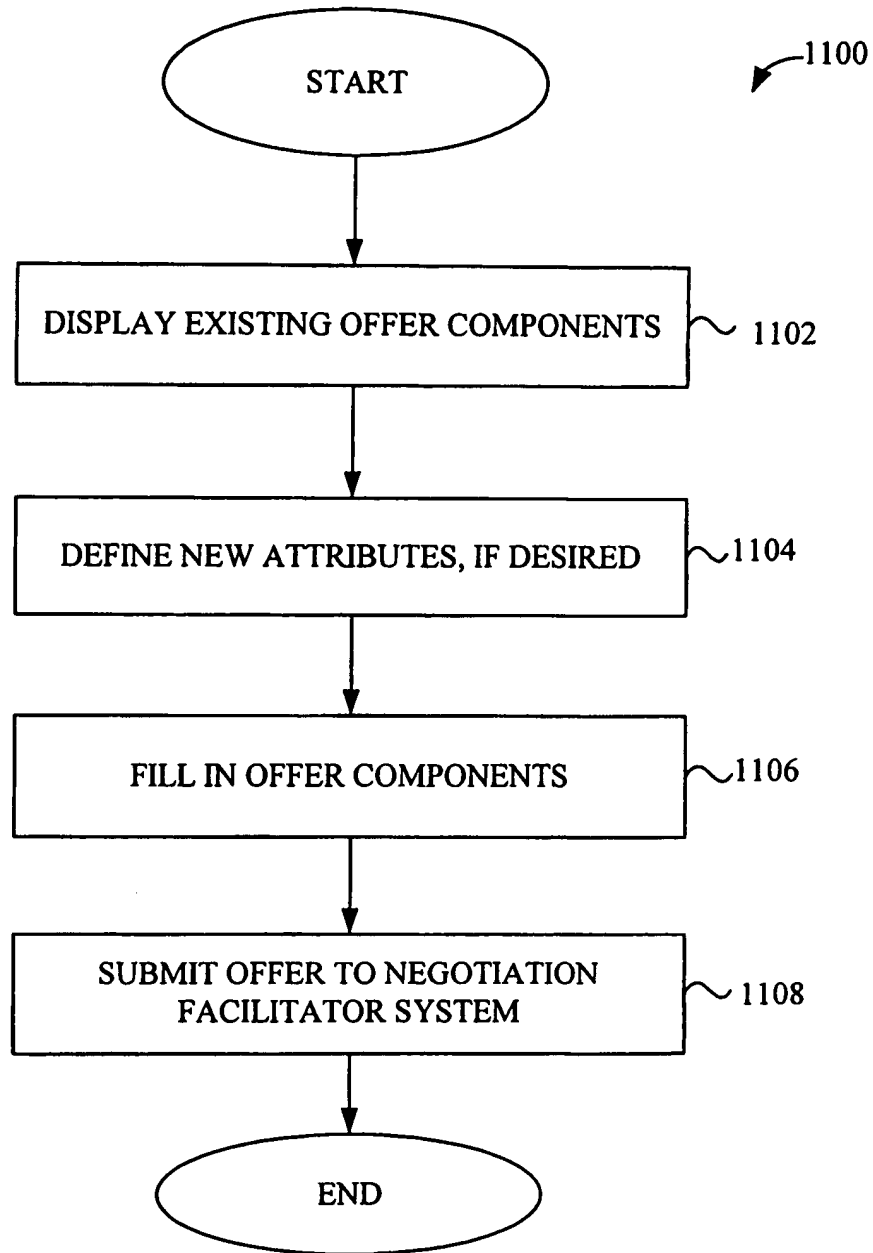 START
1100
DISPLAY EXISTING OFFER COMPONENTS
1102
DEFINE NEW ATTRIBUTES, IF DESIRED
1104
FILL IN OFFER COMPONENTS
1106
SUBMIT OFFER TO NEGOTIATION
FACILITATOR SYSTEM
1108
END